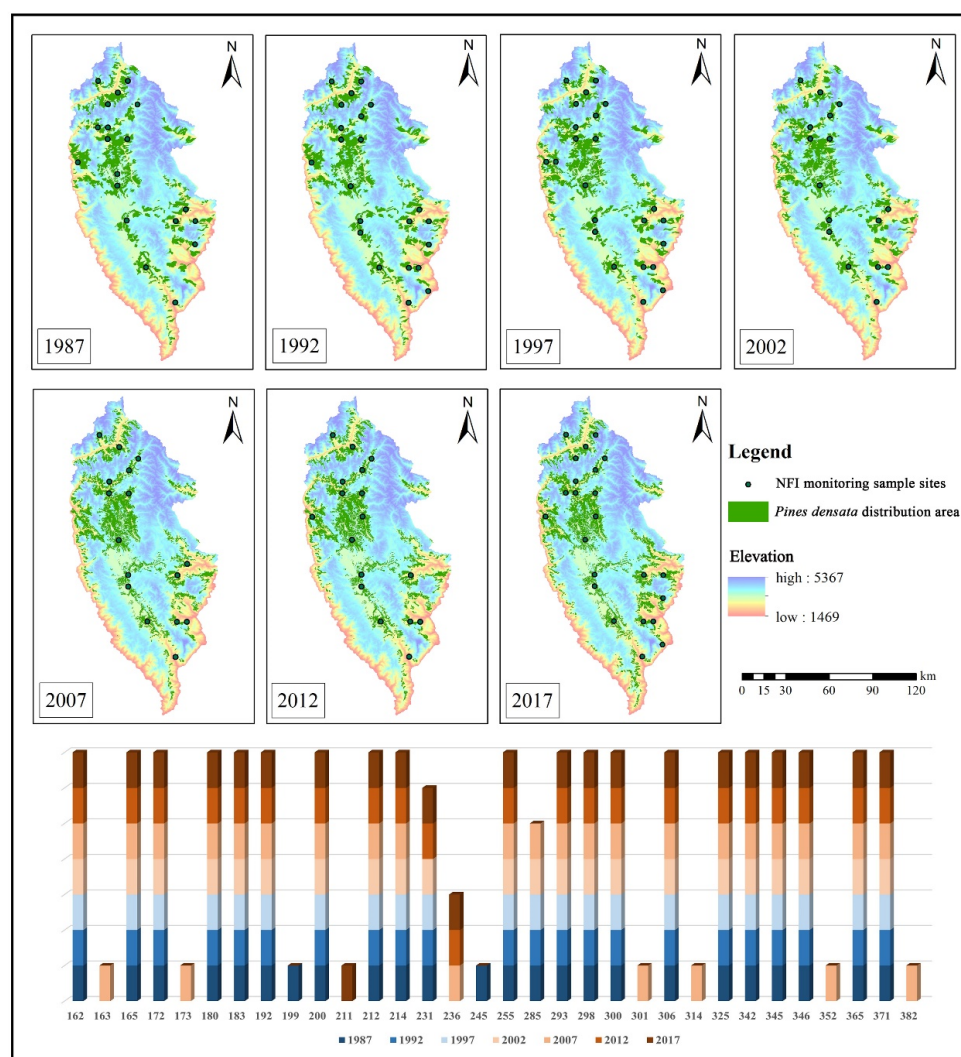 N
N
N
N
1987
1992
1997
2002
N
N
N
2007
2012
2017
Legend
NFI monitoring sample sites
Pines densata distribution area
Elevation
high : 5367
low : 1469
km
0 15 30 60 90 120
162 163 165 172 173 180 183 192 199 200 211 212 214 231 236 245 255 285 293 298 300 301 306 314 325 342 345 346 352 365 371 382
1987 1992 1997 2002 2007 2012 2017